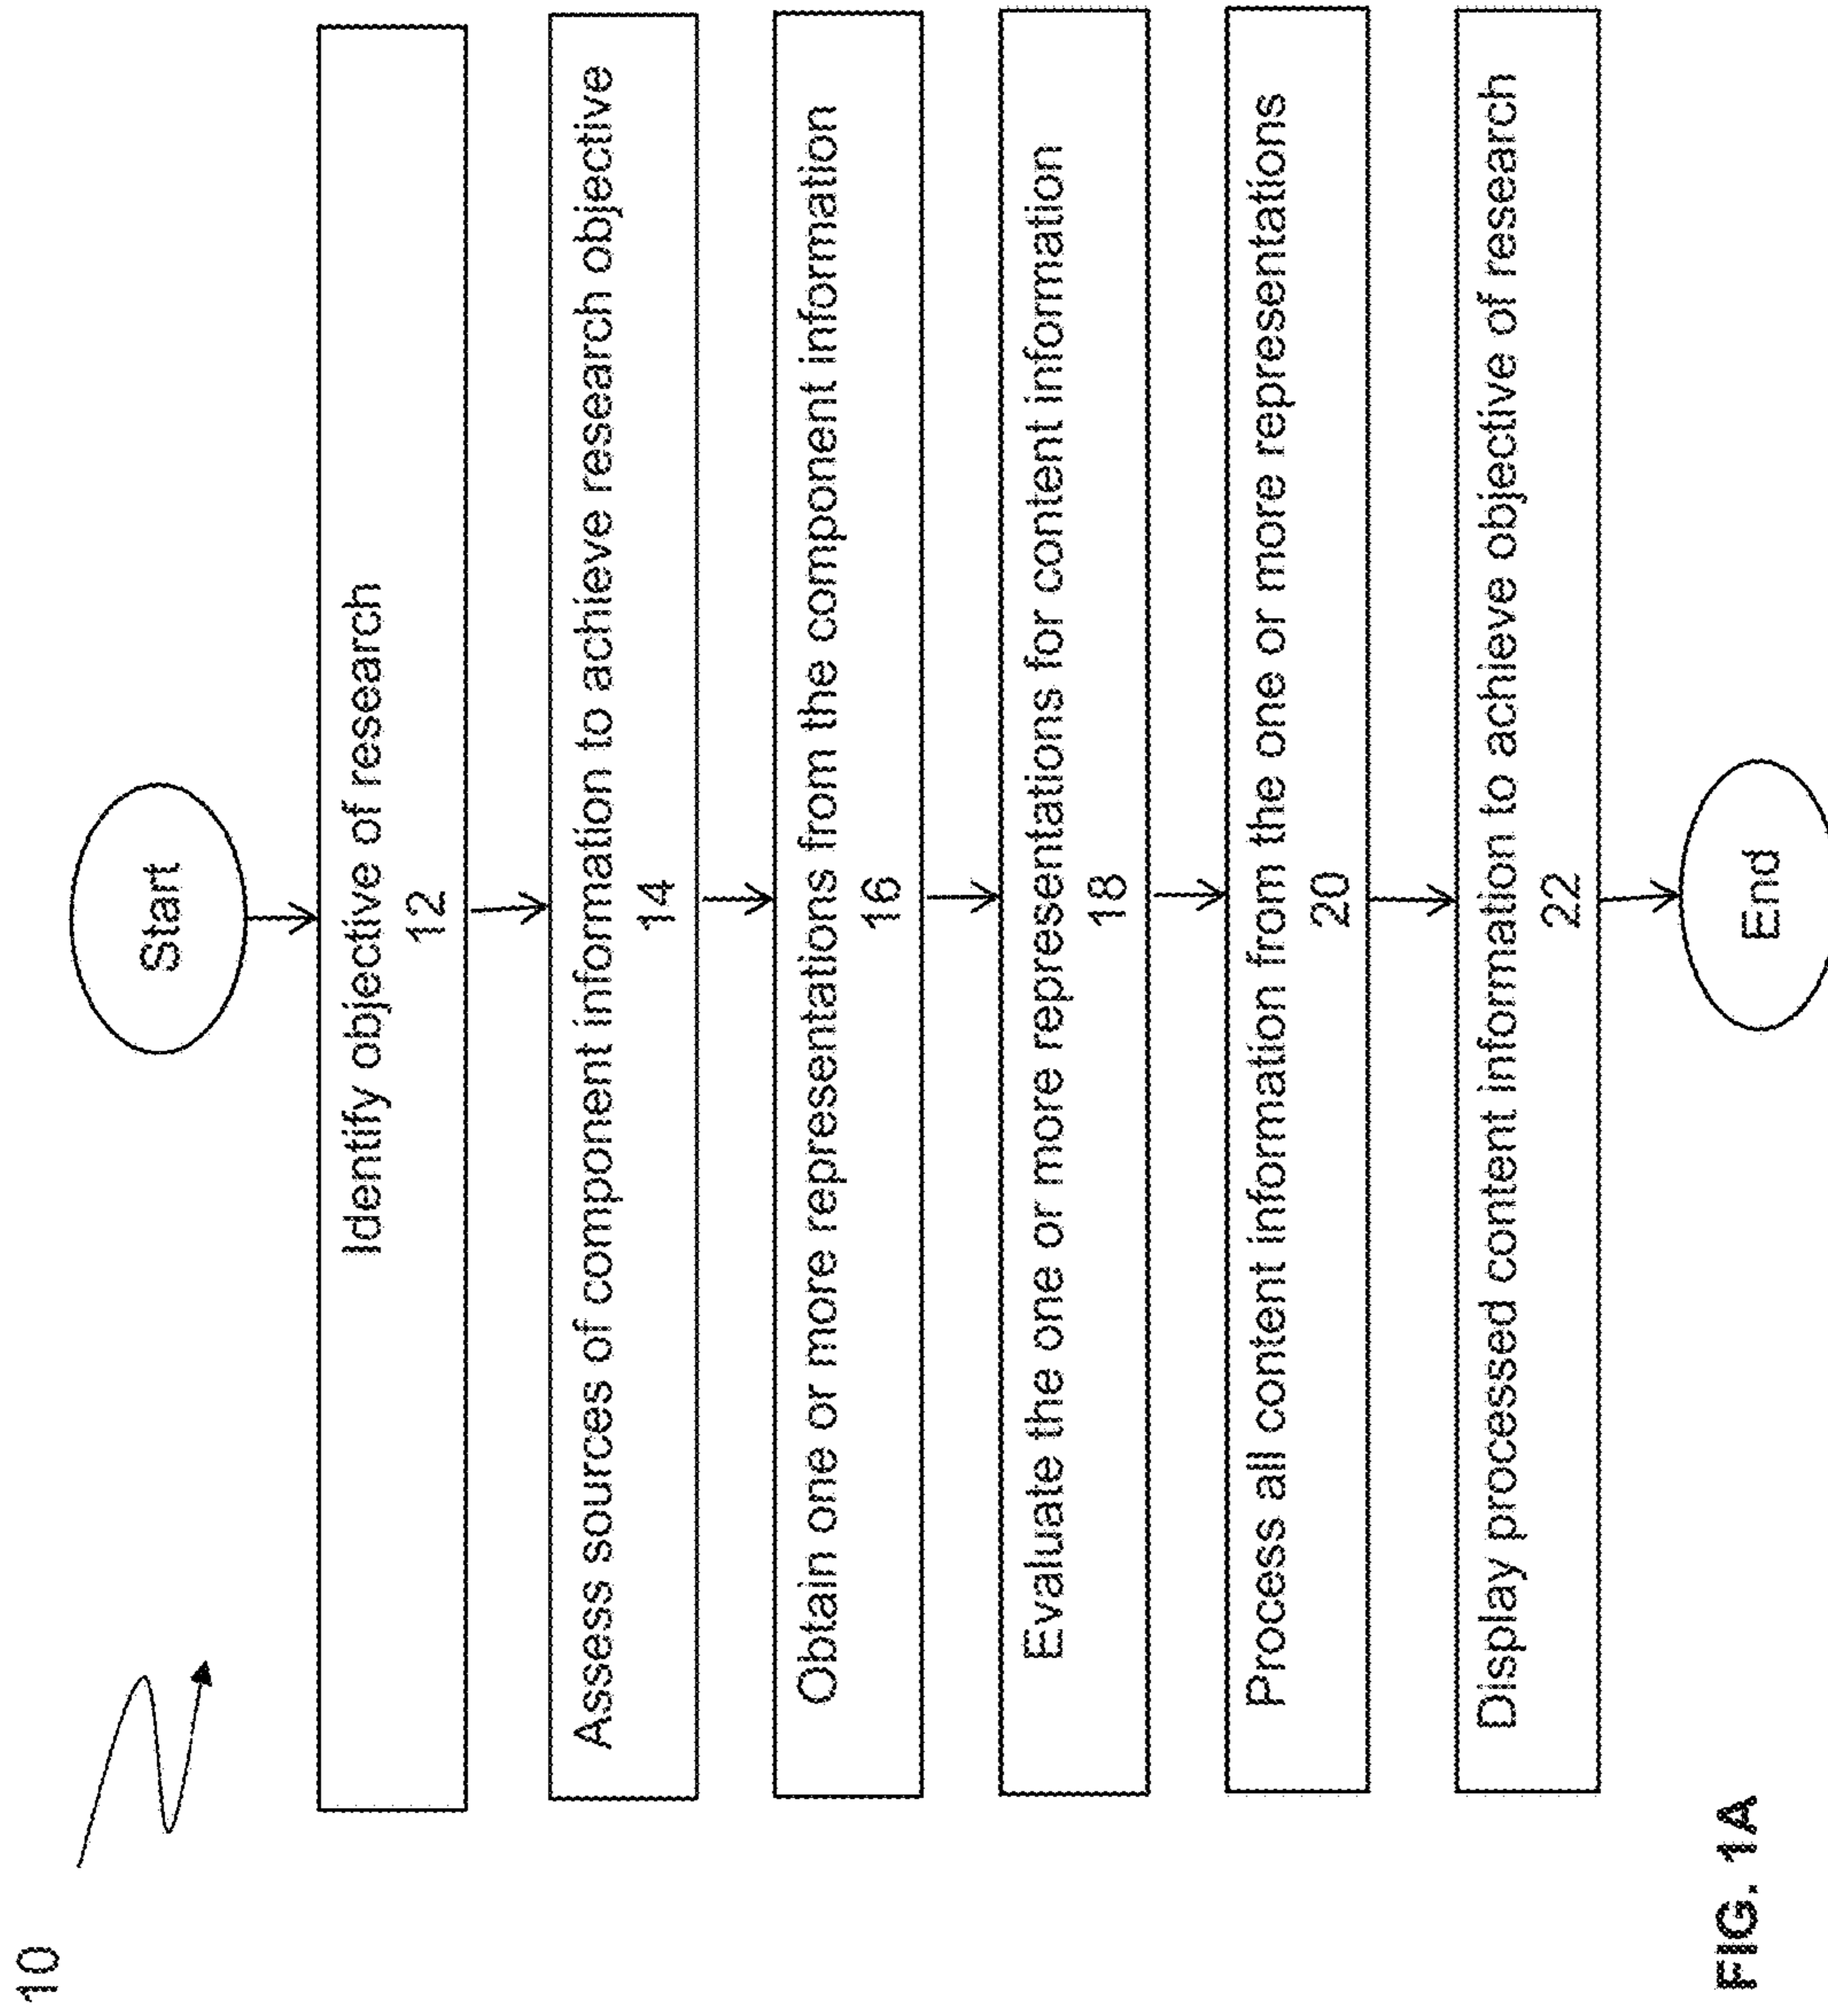 10
Start
Identify objective of research
12
Assess sources of component information to achieve research objective
14
Obtain one or more representations from the component information
16
Evaluate the one or more representations for content information
18
Process all content information from the one or more representations
20
Display processed content information to achieve objective of research
22
End
FIG. 1A